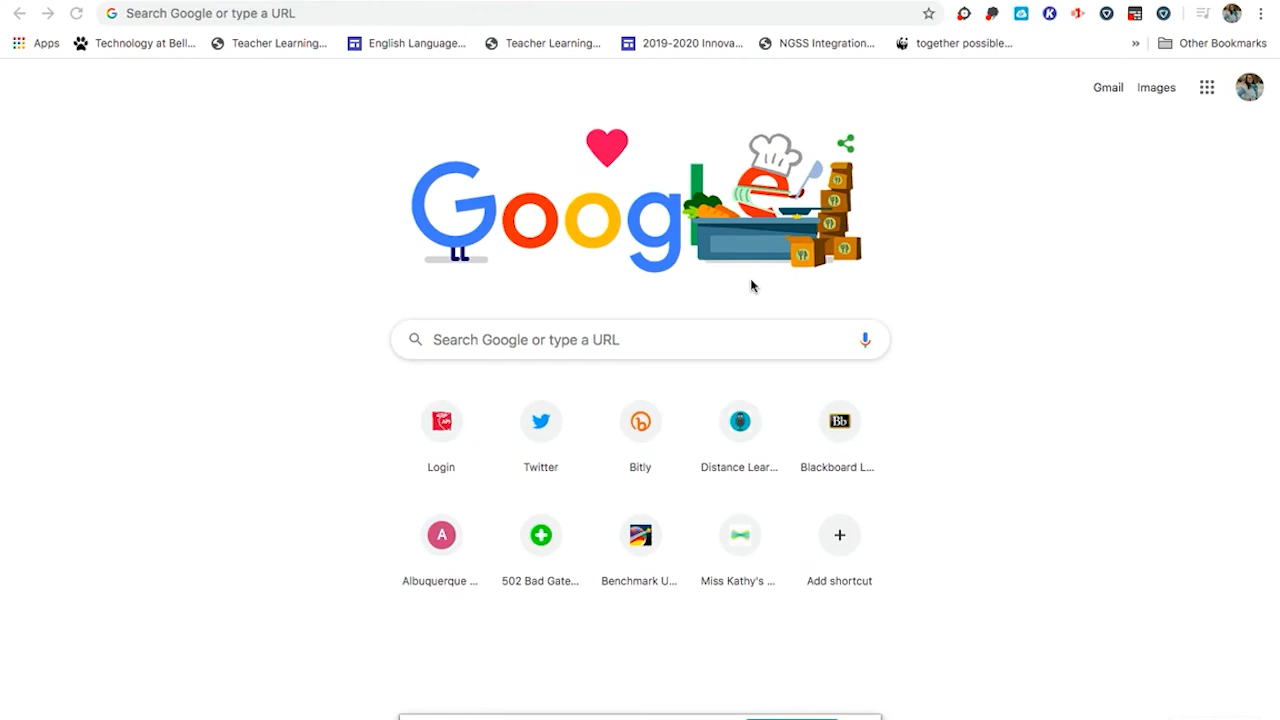 Search Google or type a URL
Apps Technology at Bell... Teacher Learning... English Language... Teacher Learning... 2019-2020 Innova... NGSS Integration... together possible... » Other Bookmarks
Gmail Images
Google
Search Google or type a URL
Login Twitter Bitly Distance Lear... Blackboard L...
Bb
A
Albuquerque ... 502 Bad Gate... Benchmark U... Miss Kathy's ... Add shortcut